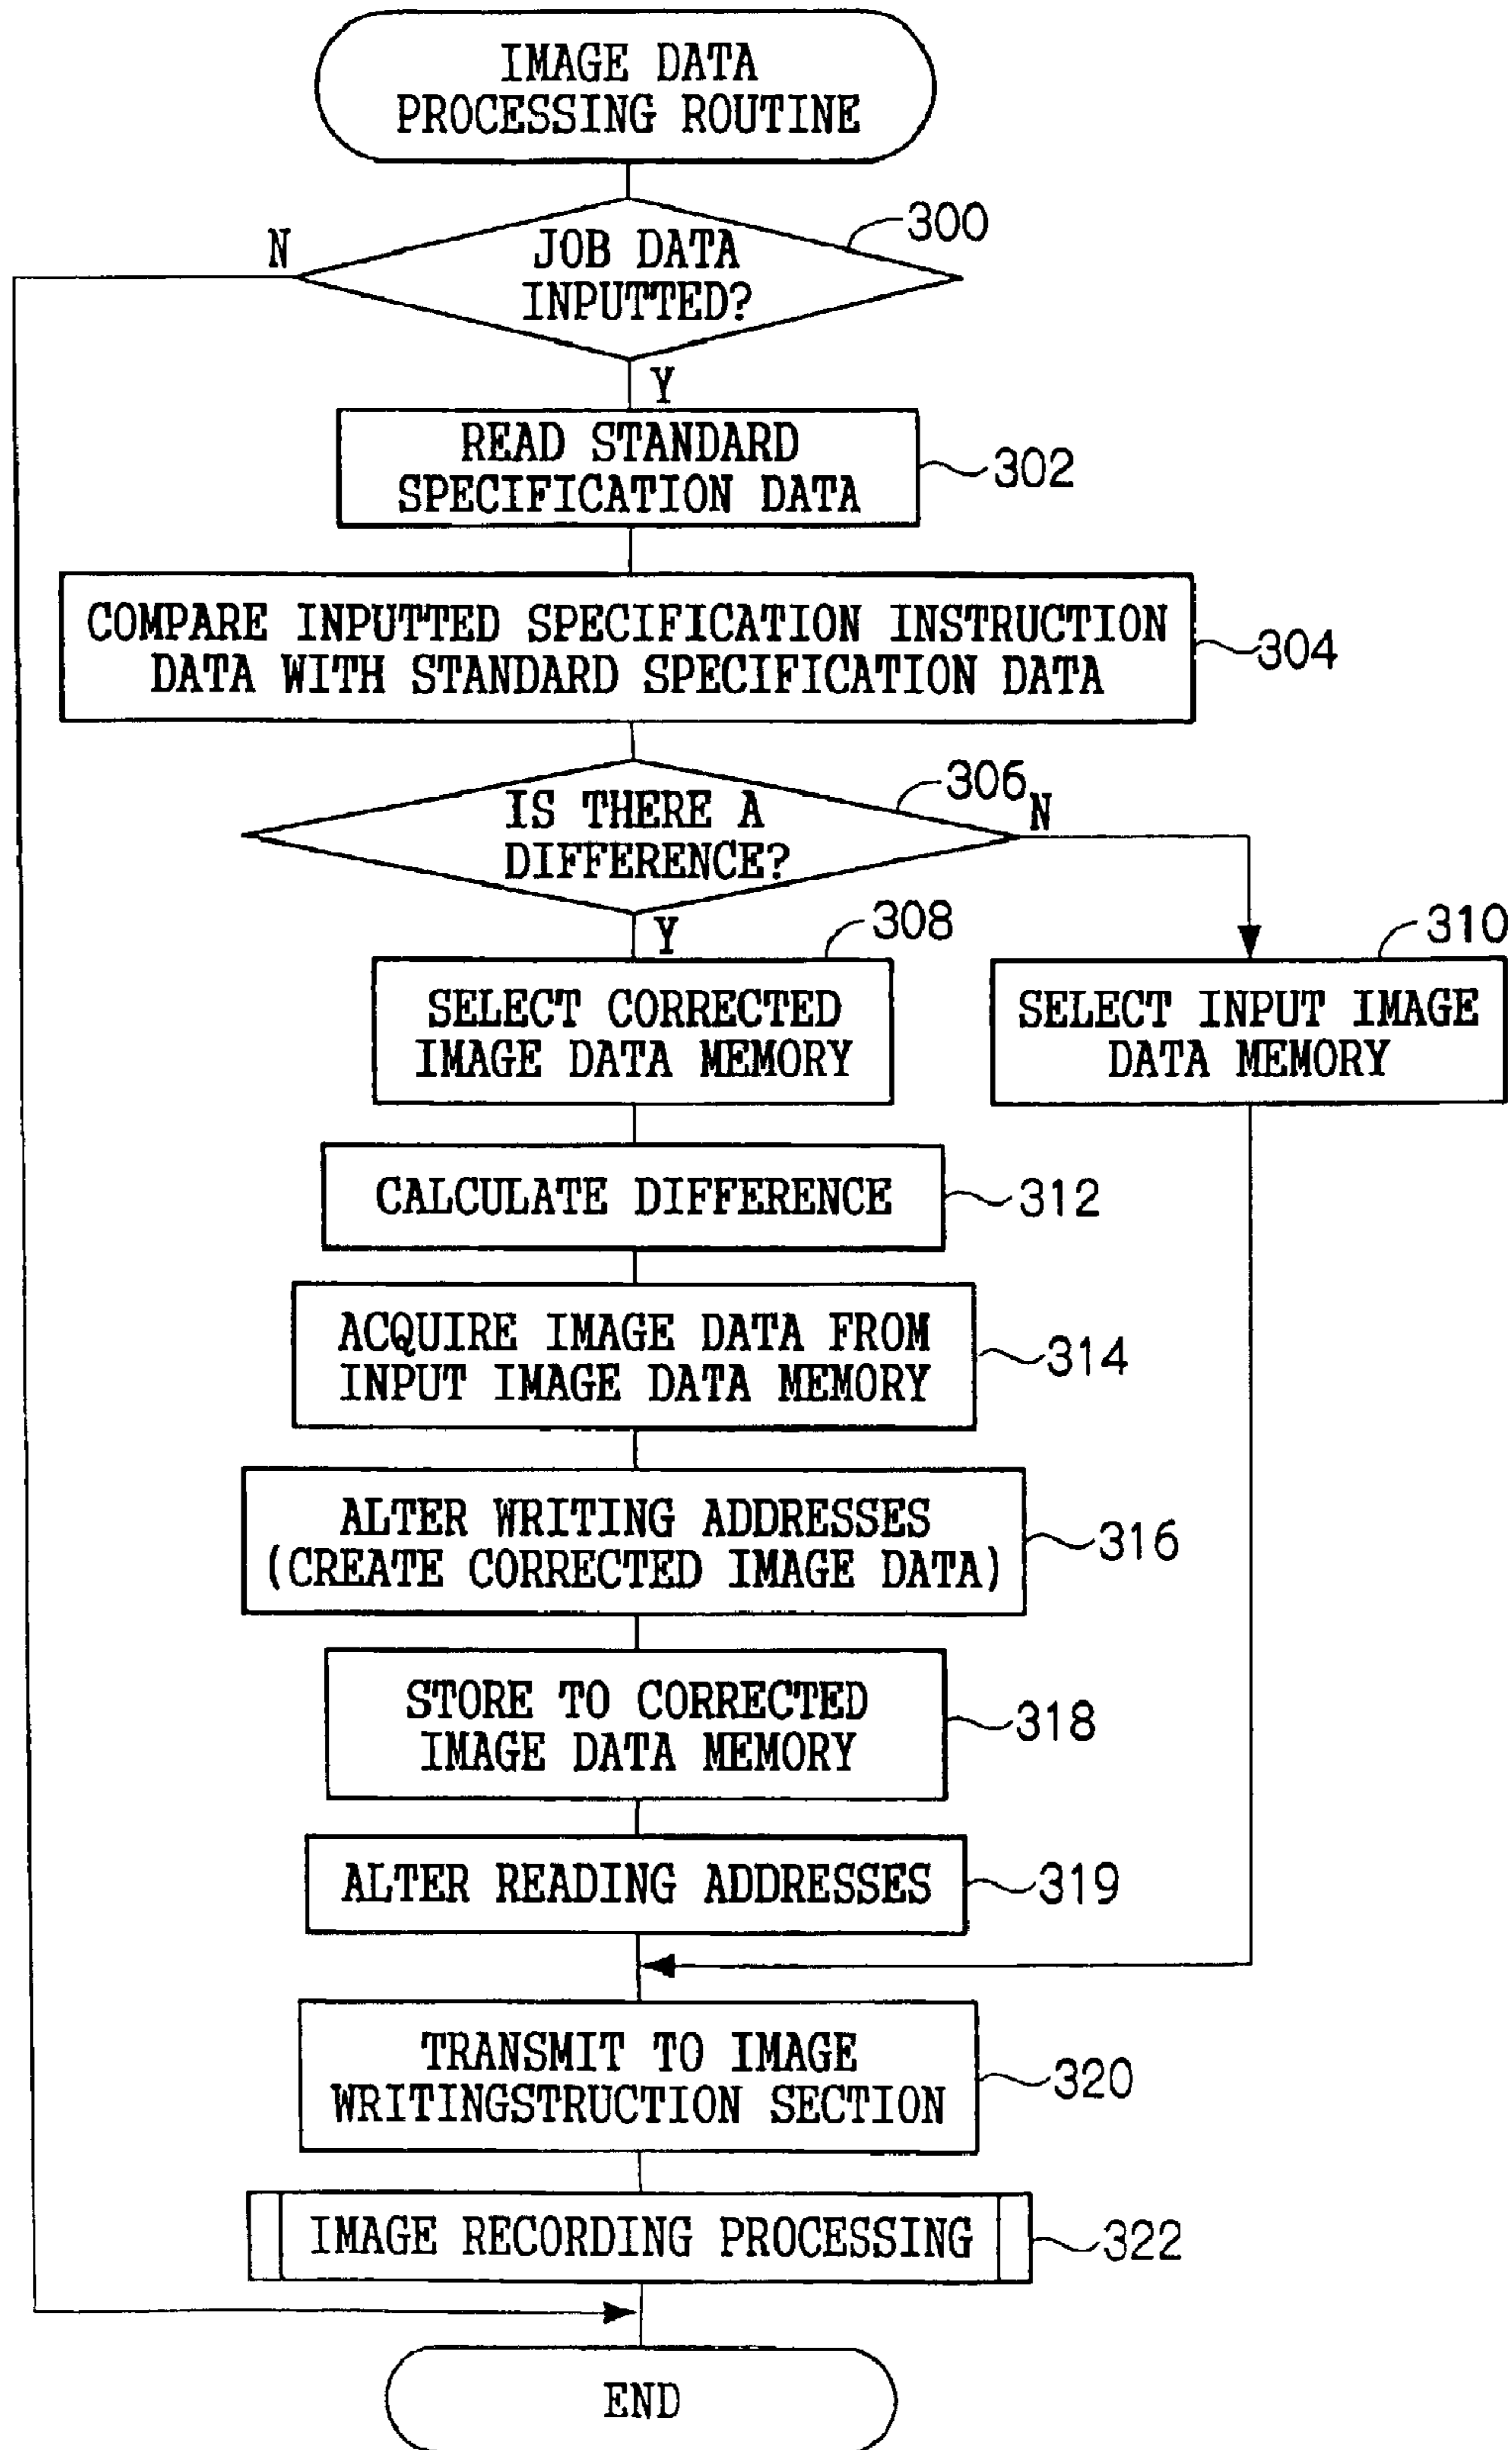 IMAGE DATA
PROCESSING ROUTINE
300
N
JOB DATA
INPUTTED?
Y
READ STANDARD
SPECIFICATION DATA
302
COMPARE INPUTTED SPECIFICATION INSTRUCTION
DATA WITH STANDARD SPECIFICATION DATA
304
306
N
IS THERE A
DIFFERENCE?
Y
308
310
SELECT CORRECTED
IMAGE DATA MEMORY
SELECT INPUT IMAGE
DATA MEMORY
CALCULATE DIFFERENCE
312
ACQUIRE IMAGE DATA FROM
INPUT IMAGE DATA MEMORY
314
ALTER WRITING ADDRESSES
(CREATE CORRECTED IMAGE DATA)
316
STORE TO CORRECTED
IMAGE DATA MEMORY
318
ALTER READING ADDRESSES
319
TRANSMIT TO IMAGE
WRITINGSTRUCTION SECTION
320
IMAGE RECORDING PROCESSING
322
END